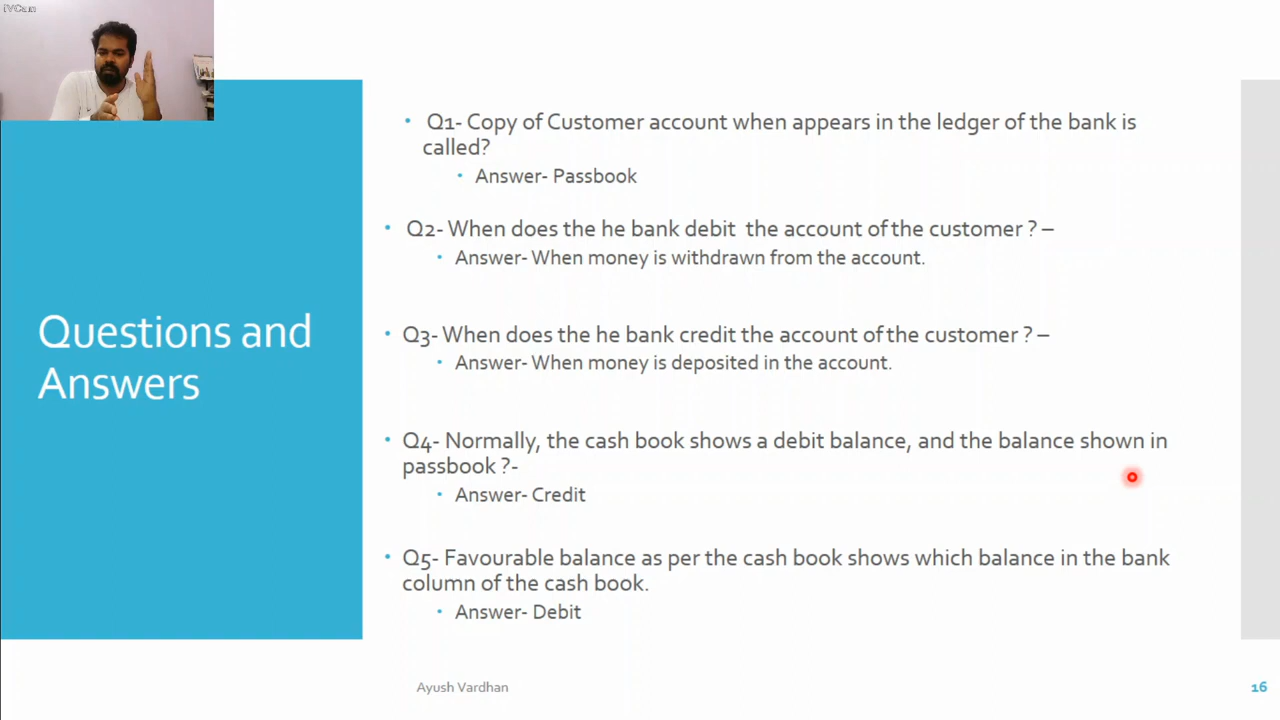 iVCam
Questions and
Answers
Q1- Copy of Customer account when appears in the ledger of the bank is
called?
Answer- Passbook
Q2- When does the he bank debit the account of the customer ? –
Answer- When money is withdrawn from the account.
Q3- When does the he bank credit the account of the customer ? –
Answer- When money is deposited in the account.
Q4- Normally, the cash book shows a debit balance, and the balance shown in
passbook ?-
Answer- Credit
Q5- Favourable balance as per the cash book shows which balance in the bank
column of the cash book.
Answer- Debit
Ayush Vardhan
16